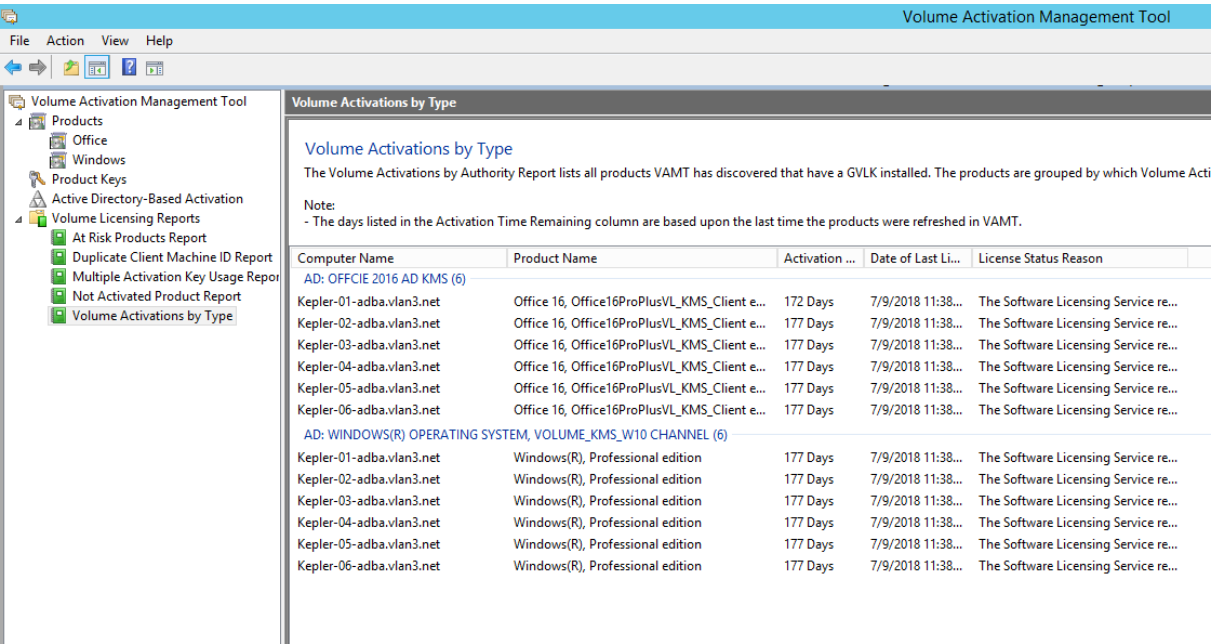 Volume Activation Management Tool
File Action View Help
Volume Activation Management Tool
Products
Office
Windows
Product Keys
Active Directory-Based Activation
Volume Licensing Reports
At Risk Products Report
Duplicate Client Machine ID Report
Multiple Activation Key Usage Repor
Not Activated Product Report
Volume Activations by Type
Volume Activations by Type
Volume Activations by Type
The Volume Activations by Authority Report lists all products VAMT has discovered that have a GVLK installed. The products are grouped by which Volume Acti
Note:
- The days listed in the Activation Time Remaining column are based upon the last time the products were refreshed in VAMT.
Computer Name Product Name Activation ... Date of Last Li... License Status Reason
AD: OFFCIE 2016 AD KMS (6)
Kepler-01-adba.vlan3.net Office 16, Office16ProPlusVL_KMS_Client e... 172 Days 7/9/2018 11:38... The Software Licensing Service re...
Kepler-02-adba.vlan3.net Office 16, Office16ProPlusVL_KMS_Client e... 177 Days 7/9/2018 11:38... The Software Licensing Service re...
Kepler-03-adba.vlan3.net Office 16, Office16ProPlusVL_KMS_Client e... 177 Days 7/9/2018 11:38... The Software Licensing Service re...
Kepler-04-adba.vlan3.net Office 16, Office16ProPlusVL_KMS_Client e... 177 Days 7/9/2018 11:38... The Software Licensing Service re...
Kepler-05-adba.vlan3.net Office 16, Office16ProPlusVL_KMS_Client e... 177 Days 7/9/2018 11:38... The Software Licensing Service re...
Kepler-06-adba.vlan3.net Office 16, Office16ProPlusVL_KMS_Client e... 177 Days 7/9/2018 11:38... The Software Licensing Service re...
AD: WINDOWS(R) OPERATING SYSTEM, VOLUME_KMS_W10 CHANNEL (6)
Kepler-01-adba.vlan3.net Windows(R), Professional edition 177 Days 7/9/2018 11:38... The Software Licensing Service re...
Kepler-02-adba.vlan3.net Windows(R), Professional edition 177 Days 7/9/2018 11:38... The Software Licensing Service re...
Kepler-03-adba.vlan3.net Windows(R), Professional edition 177 Days 7/9/2018 11:38... The Software Licensing Service re...
Kepler-04-adba.vlan3.net Windows(R), Professional edition 177 Days 7/9/2018 11:38... The Software Licensing Service re...
Kepler-05-adba.vlan3.net Windows(R), Professional edition 177 Days 7/9/2018 11:38... The Software Licensing Service re...
Kepler-06-adba.vlan3.net Windows(R), Professional edition 177 Days 7/9/2018 11:38... The Software Licensing Service re...